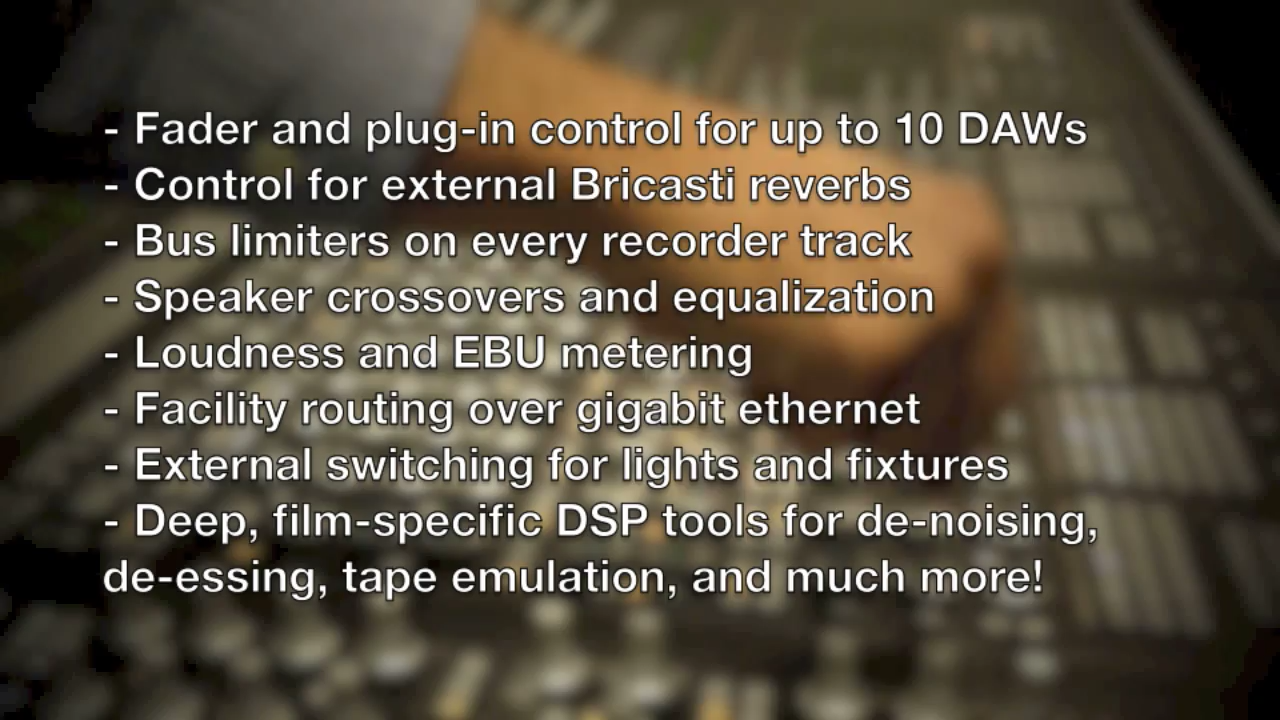 - Fader and plug-in control for up to 10 DAWs
- Control for external Bricasti reverbs
- Bus limiters on every recorder track
- Speaker crossovers and equalization
- Loudness and EBU metering
- Facility routing over gigabit ethernet
- External switching for lights and fixtures
- Deep, film-specific DSP tools for de-noising,
de-essing, tape emulation, and much more!